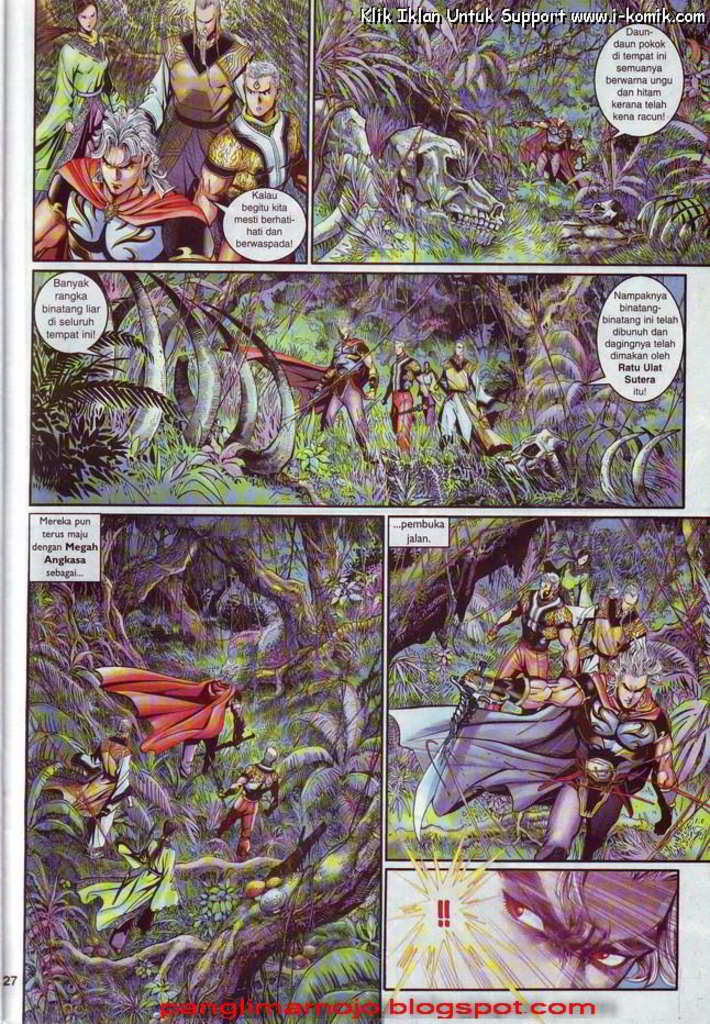 Klik Iklan Untuk Support www.i-komik.com
Kalau
begitu kita
mesti berhati-
hati dan
berwaspada!
Daun-
daun pokok
di tempat ini
semuanya
berwarna ungu
dan hitam
kerana telah
kena racun!
Banyak
rangka
binatang liar
di seluruh
tempat ini!
Nampaknya
binatang-
binatang ini telah
dibunuh dan
dagingnya telah
dimakan oleh
Ratu Ulat
Sutera
itu!
Mereka pun
terus maju
dengan Megah
Angkasa
sebagai...
...pembuka
jalan.
!!
27
panglimarnojo.blogspot.com